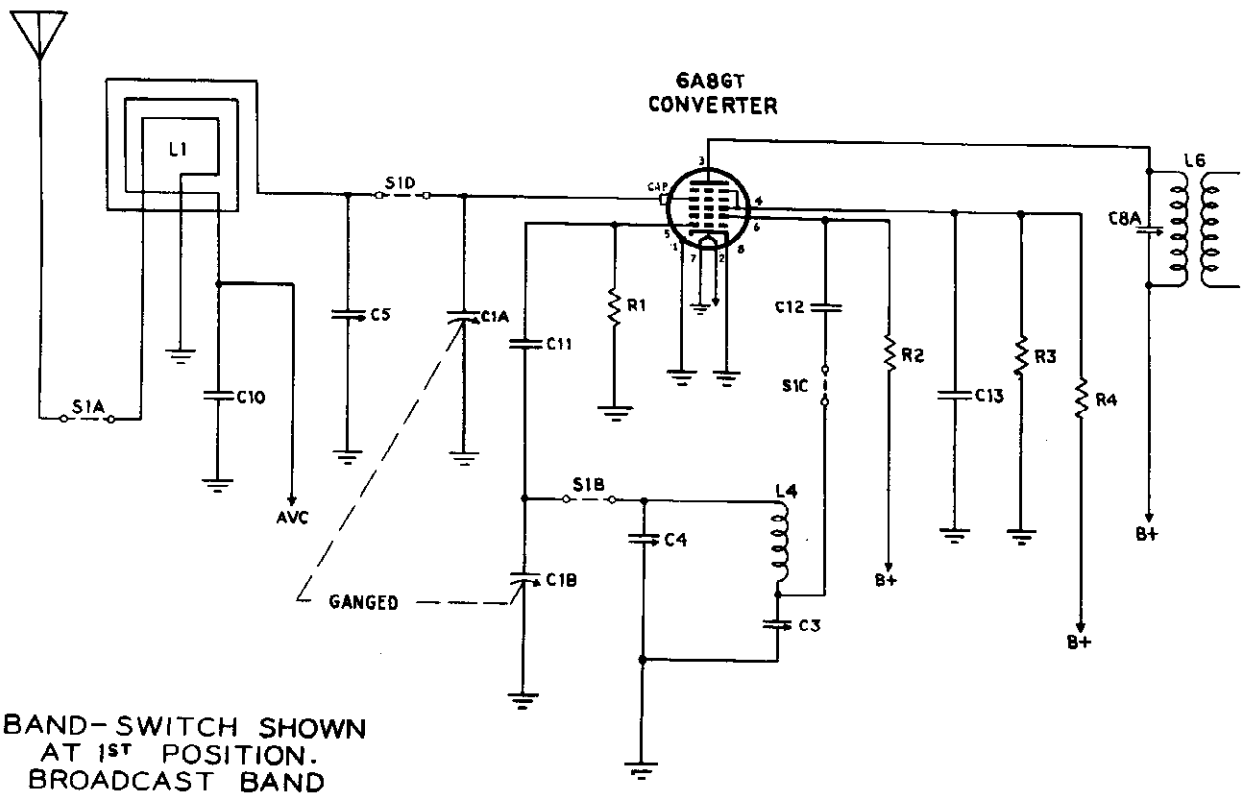 6A8GT
CONVERTER
L1
S1D
CAP
3
4
6
5
1
7
2
8
L6
C8A
C5
C1A
R1
C12
C11
R2
R3
C10
S1A
S1C
C13
R4
AVC
S1B
L4
C4
C1B
GANGED
C3
B+
B+
B+
BAND-SWITCH SHOWN
AT 1ST POSITION.
BROADCAST BAND